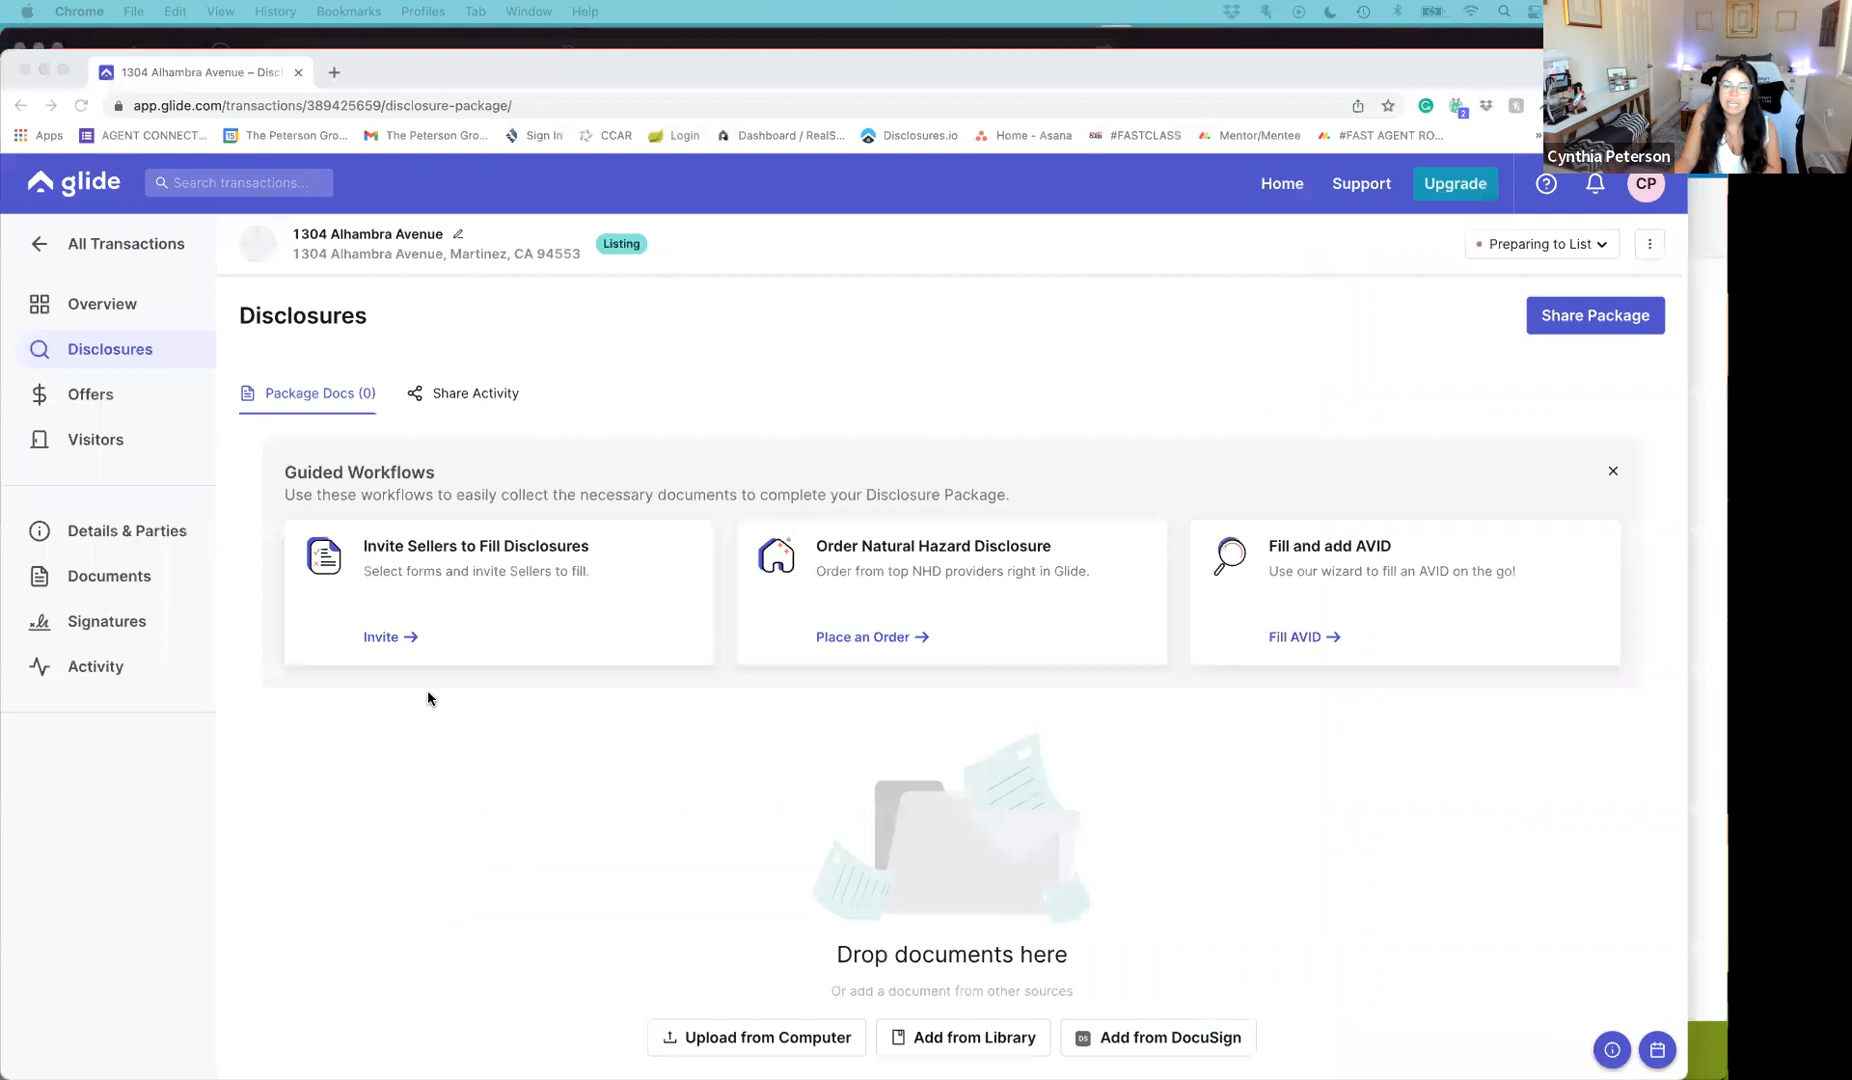 Chrome File Edit View History Bookmarks Profiles Tab Window Help
1304 Alhambra Avenue – Discl
app.glide.com/transactions/389425659/disclosure-package/
Apps AGENT CONNECT... The Peterson Gro... The Peterson Gro... Sign In CCAR Login Dashboard / RealS... Disclosures.io Home - Asana #FASTCLASS Mentor/Mentee #FAST AGENT RO... »
Cynthia Peterson
glide Search transactions... Home Support Upgrade CP
All Transactions
1304 Alhambra Avenue
1304 Alhambra Avenue, Martinez, CA 94553
Listing
Preparing to List
Overview
Disclosures
Offers
Visitors
Details & Parties
Documents
Signatures
Activity
Disclosures
Share Package
Package Docs (0) Share Activity
Guided Workflows
Use these workflows to easily collect the necessary documents to complete your Disclosure Package.
Invite Sellers to Fill Disclosures
Select forms and invite Sellers to fill.
Invite →
Order Natural Hazard Disclosure
Order from top NHD providers right in Glide.
Place an Order →
Fill and add AVID
Use our wizard to fill an AVID on the go!
Fill AVID →
Drop documents here
Or add a document from other sources
Upload from Computer Add from Library DS Add from DocuSign